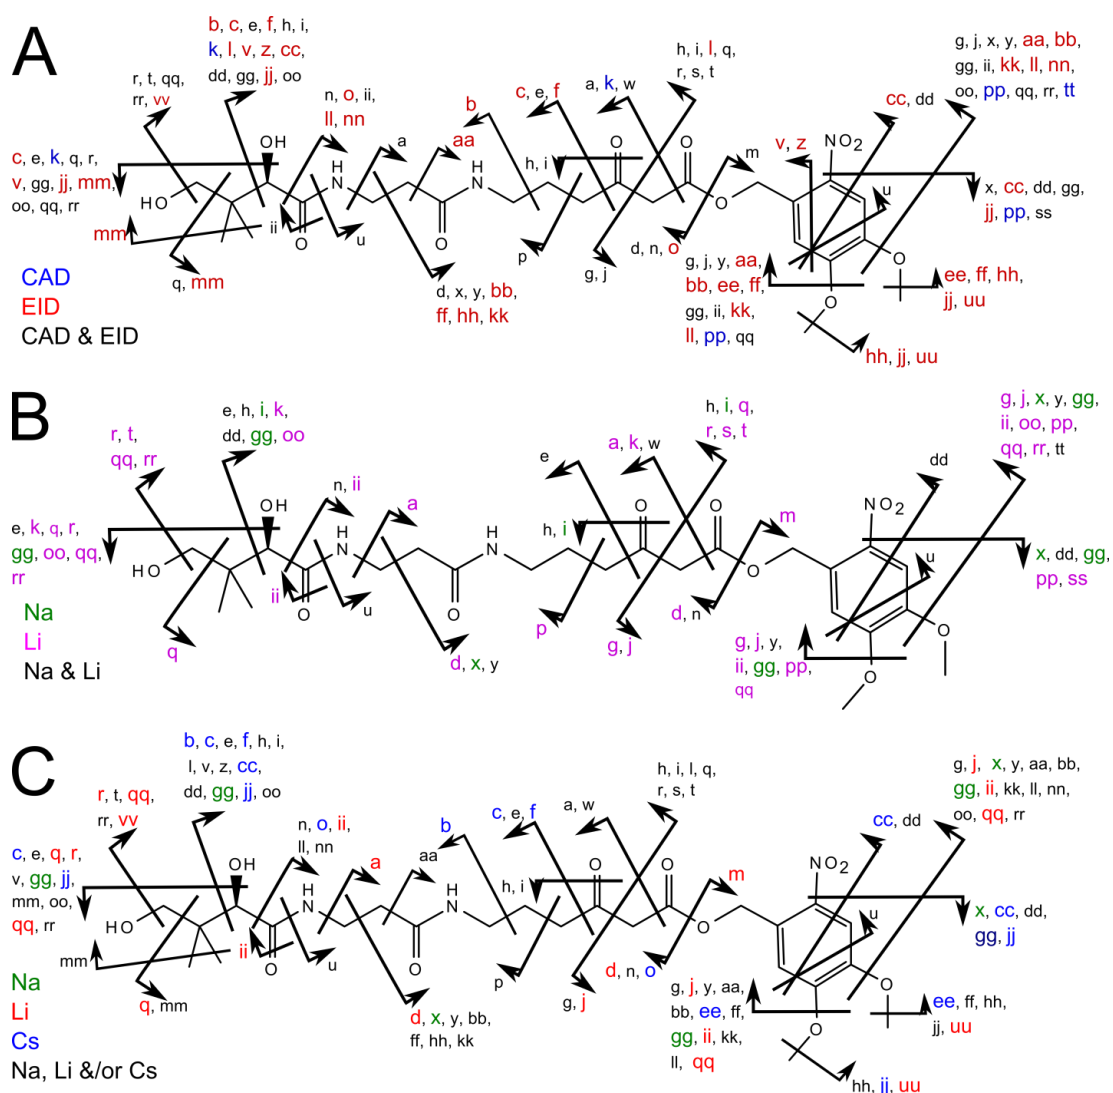 A
b, c, e, f, h, i,
k, l, v, z, cc,
dd, gg, jj, oo
r, t, qq,
rr, vv
n, o, ii,
ll, nn
a
aa
b
c, e, f
a, k, w
h, i, l, q,
r, s, t
g, j, x, y, aa, bb,
gg, ii, kk, ll, nn,
oo, pp, qq, rr, tt
cc, dd
m
v, z
NO2
u
c, e, k, q, r,
v, gg, jj, mm,
oo, qq, rr
OH
HO
H
N
O
H
N
O
O
O
O
O
O
h, i
x, cc, dd, gg,
jj, pp, ss
mm
ii
u
q, mm
d, x, y, bb,
ff, hh, kk
p
g, j
d, n, o
g, j, y, aa,
bb, ee, ff,
gg, ii, kk,
ll, pp, qq
ee, ff, hh,
jj, uu
hh, jj, uu
CAD
EID
CAD & EID
B
e, h, i, k,
dd, gg, oo
r, t,
qq, rr
n, ii
a
e
a, k, w
h, i, q,
r, s, t
g, j, x, y, gg,
ii, oo, pp,
qq, rr, tt
dd
m
NO2
u
e, k, q, r,
gg, oo, qq,
rr
OH
HO
H
N
O
H
N
O
O
O
O
O
O
h, i
x, dd, gg,
pp, ss
ii
u
q
d, x, y
p
g, j
d, n
g, j, y,
ii, gg, pp,
qq
Na
Li
Na & Li
C
b, c, e, f, h, i,
l, v, z, cc,
dd, gg, jj, oo
r, t, qq,
rr, vv
n, o, ii,
ll, nn
a
aa
b
c, e, f
a, w
h, i, l, q,
r, s, t
g, j, x, y, aa, bb,
gg, ii, kk, ll, nn,
oo, qq, rr
cc, dd
m
NO2
u
c, e, q, r,
v, gg, jj,
mm, oo,
qq, rr
OH
HO
H
N
O
H
N
O
O
O
O
O
O
h, i
x, cc, dd,
gg, jj
mm
ii
u
q, mm
d, x, y, bb,
ff, hh, kk
p
g, j
d, n, o
g, j, y, aa,
bb, ee, ff,
gg, ii, kk,
ll, qq
ee, ff, hh,
jj, uu
hh, jj, uu
Na
Li
Cs
Na, Li &/or Cs